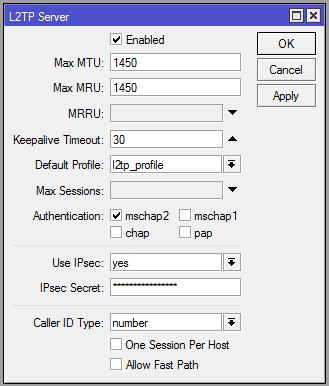 L2TP Server
Enabled
OK
Max MTU: 1450
Cancel
Max MRU: 1450
Apply
MRRU:
Keepalive Timeout: 30
Default Profile: l2tp_profile
Max Sessions:
Authentication: mschap2 mschap1
chap pap
Use IPsec: yes
IPsec Secret: ****************
Caller ID Type: number
One Session Per Host
Allow Fast Path